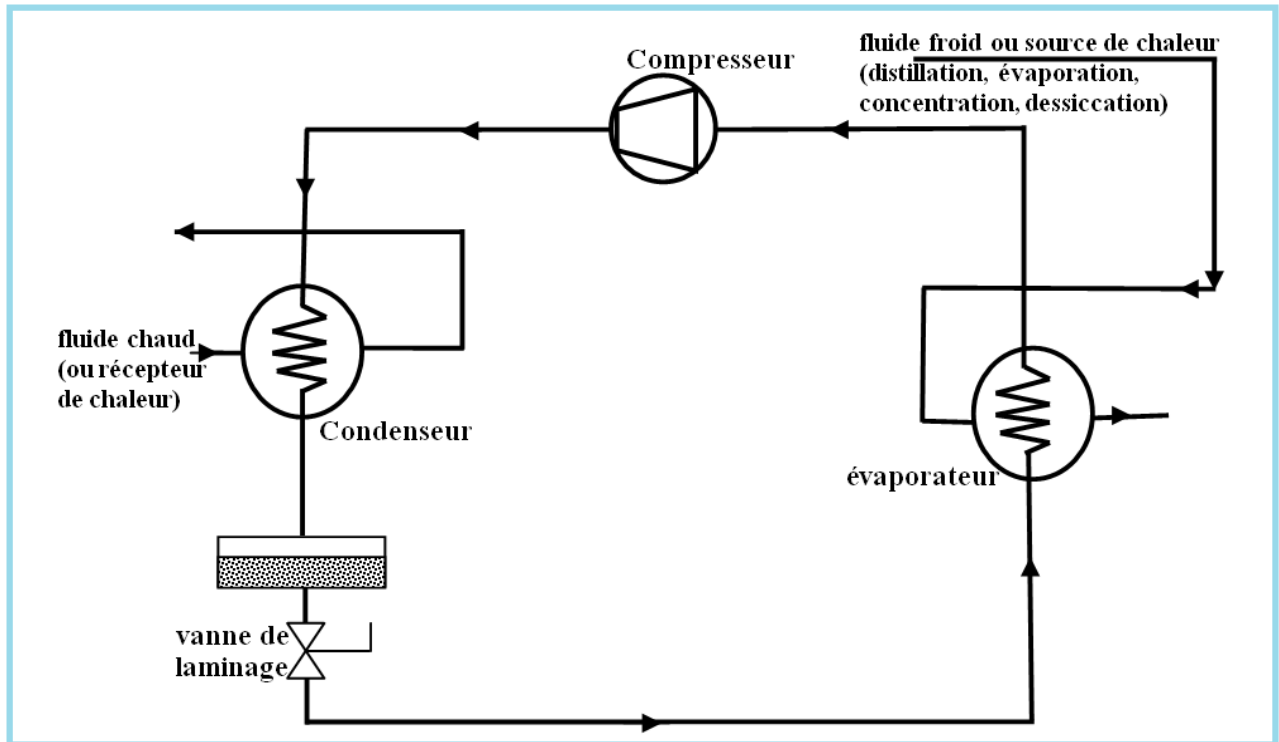 Compresseur
fluide froid ou source de chaleur
(distillation, évaporation,
concentration, dessiccation)
fluide chaud
(ou récepteur
de chaleur)
Condenseur
évaporateur
vanne de
laminage